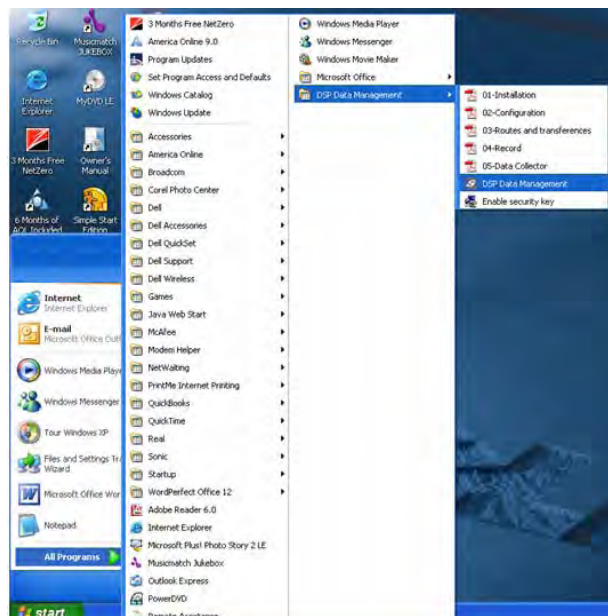 Recycle Bin
Musicmatch
JUKEBOX
Internet
Explorer
MyDVD LE
3 Months Free
NetZero
Owner's
Manual
6 Months of
AOL Included
Simple Start
Edition
Internet
Internet Explorer
E-mail
Microsoft Office Outl
Windows Media Playe
Windows Messenger
Tour Windows XP
Files and Settings Tra
Wizard
Microsoft Office Wor
Notepad
All Programs
start
3 Months Free NetZero
America Online 9.0
Program Updates
Set Program Access and Defaults
Windows Catalog
Windows Update
Accessories
America Online
Broadcom
Corel Photo Center
Dell
Dell Accessories
Dell QuickSet
Dell Support
Dell Wireless
Games
Java Web Start
McAfee
Modem Helper
NetWaiting
PrintMe Internet Printing
QuickBooks
QuickTime
Real
Sonic
Startup
WordPerfect Office 12
Adobe Reader 6.0
Internet Explorer
Microsoft Plus! Photo Story 2 LE
Musicmatch Jukebox
Outlook Express
PowerDVD
Remote Assistance
Windows Media Player
Windows Messenger
Windows Movie Maker
Microsoft Office
DSP Data Management
01-Installation
02-Configuration
03-Routes and transferences
04-Record
05-Data Collector
DSP Data Management
Enable security key